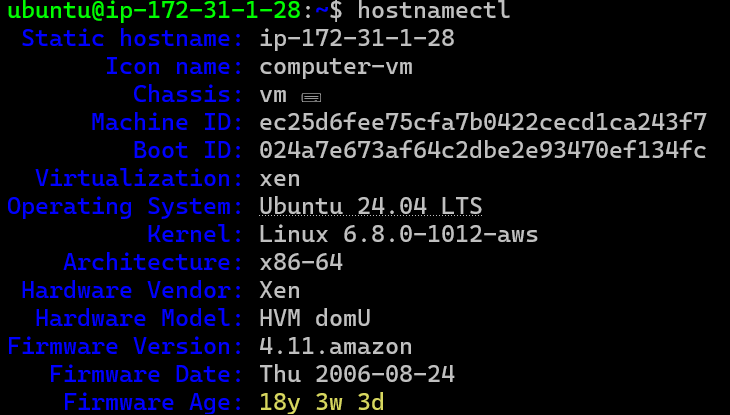 ubuntu@ip-172-31-1-28:~$ hostnamectl
Static hostname: ip-172-31-1-28
Icon name: computer-vm
Chassis: vm 🖴
Machine ID: ec25d6fee75cfa7b0422cecd1ca243f7
Boot ID: 024a7e673af64c2dbe2e93470ef134fc
Virtualization: xen
Operating System: Ubuntu 24.04 LTS
Kernel: Linux 6.8.0-1012-aws
Architecture: x86-64
Hardware Vendor: Xen
Hardware Model: HVM domU
Firmware Version: 4.11.amazon
Firmware Date: Thu 2006-08-24
Firmware Age: 18y 3w 3d